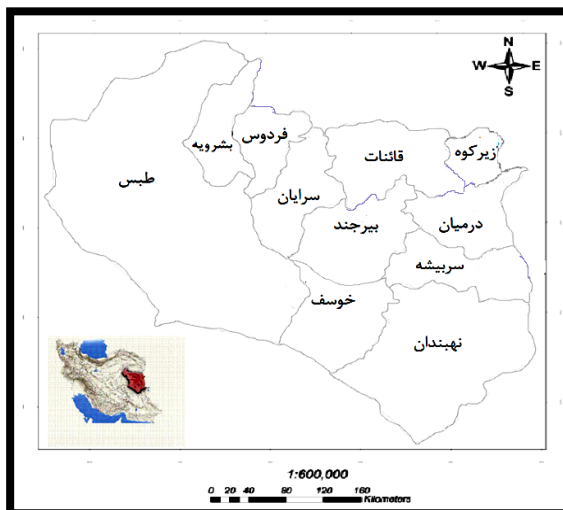 N
W E
S
فردوس
بشرویه
قائنات
زیرکوه
طبس
سرایان
بیرجند
درمیان
سربیشه
خوسف
نهبندان
1:600,000
0 20 40 80 120 160
Kilometers